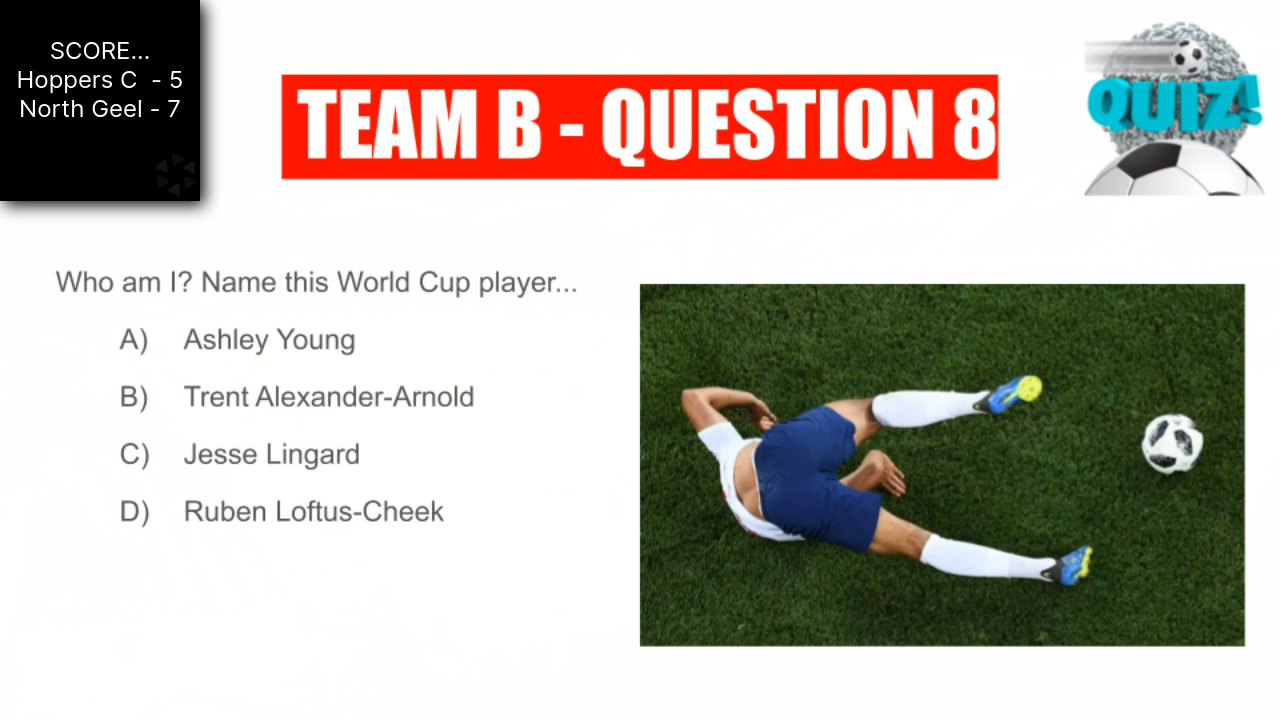 SCORE...
Hoppers C - 5
North Geel - 7
TEAM B - QUESTION 8
QUIZ!
Who am I? Name this World Cup player...
A) Ashley Young
B) Trent Alexander-Arnold
C) Jesse Lingard
D) Ruben Loftus-Cheek